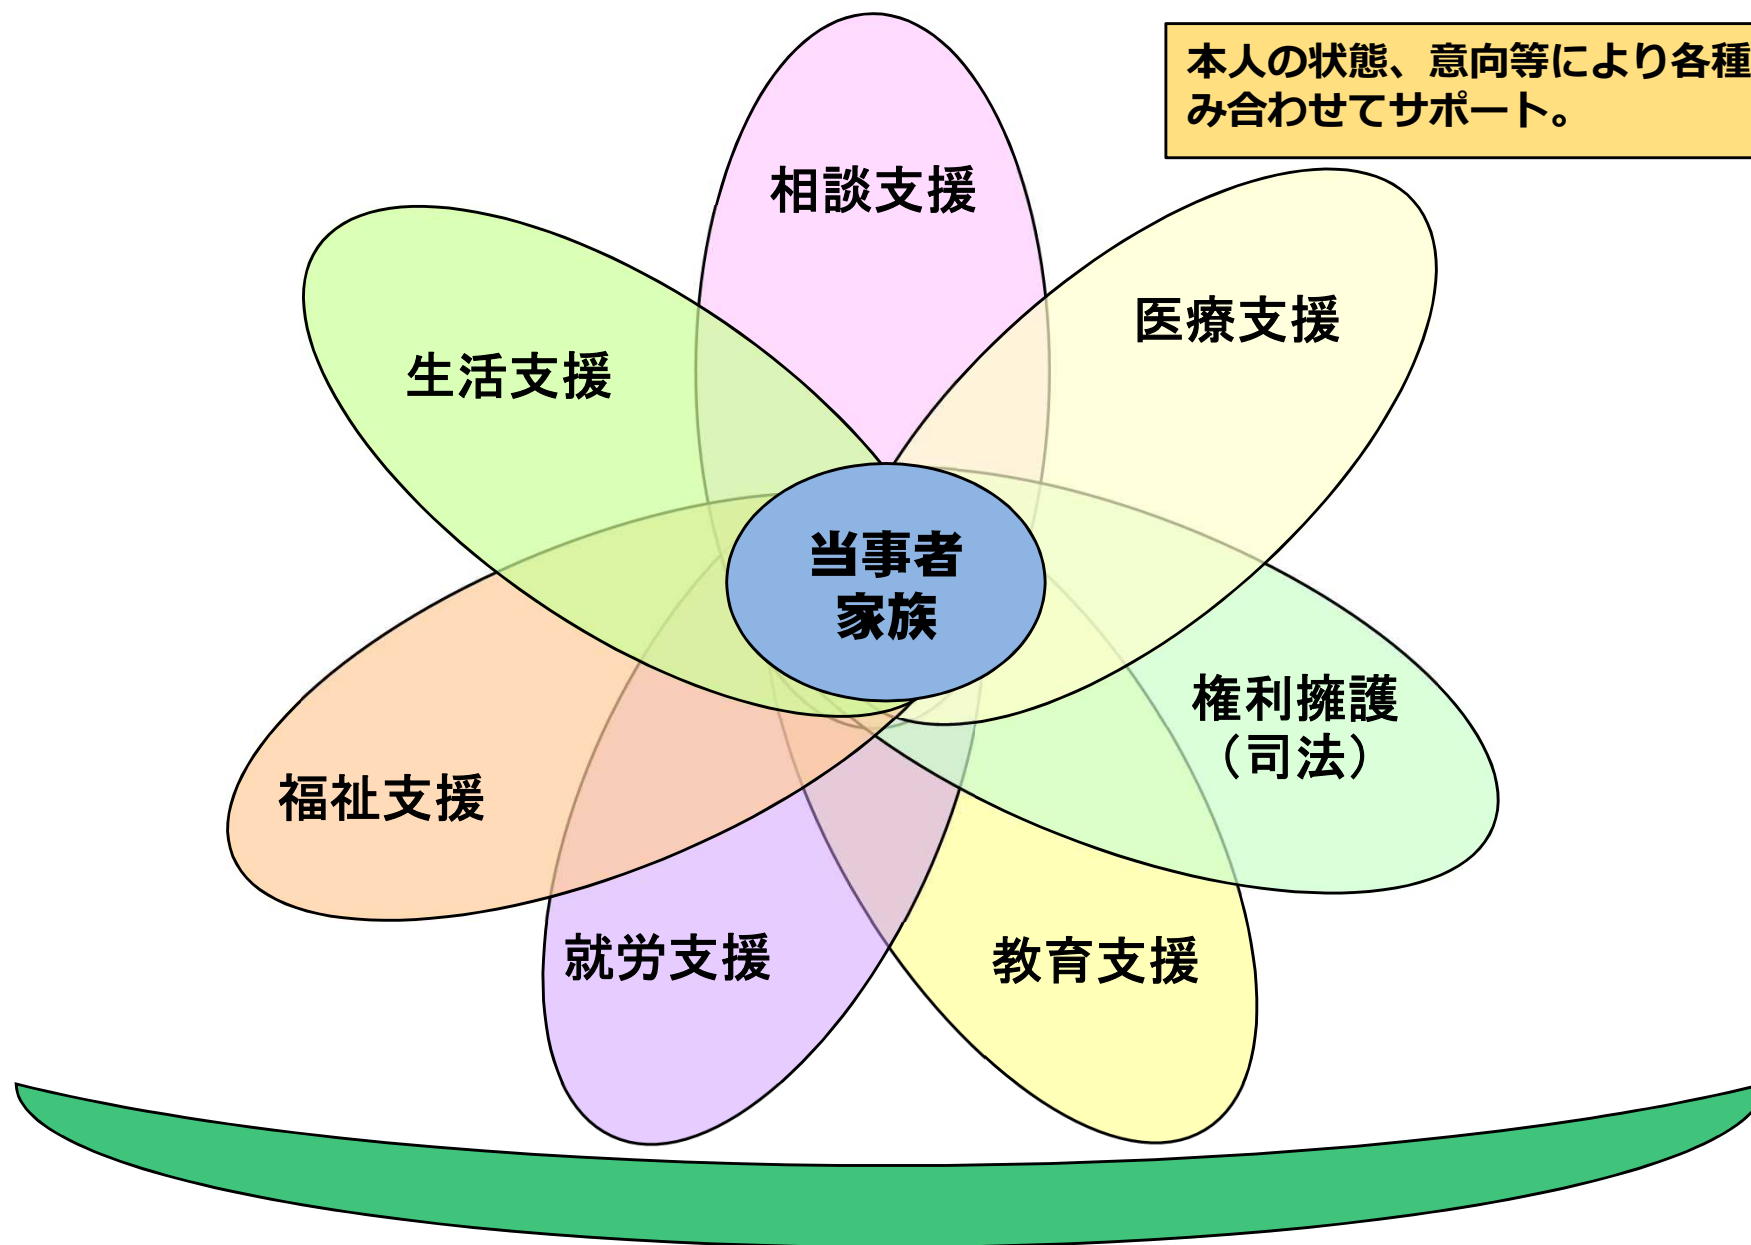 本人の状態、意向等により各種
み合わせてサポート。
相談支援
医療支援
生活支援
当事者
家族
権利擁護
（司法）
福祉支援
就労支援
教育支援